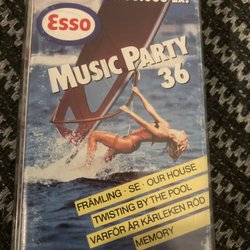 Esso
MUSIC PARTY
36
FRÄMLING · SE · OUR HOUSE
TWISTING BY THE POOL
VARFÖR ÄR KÄRLEKEN RÖD
MEMORY